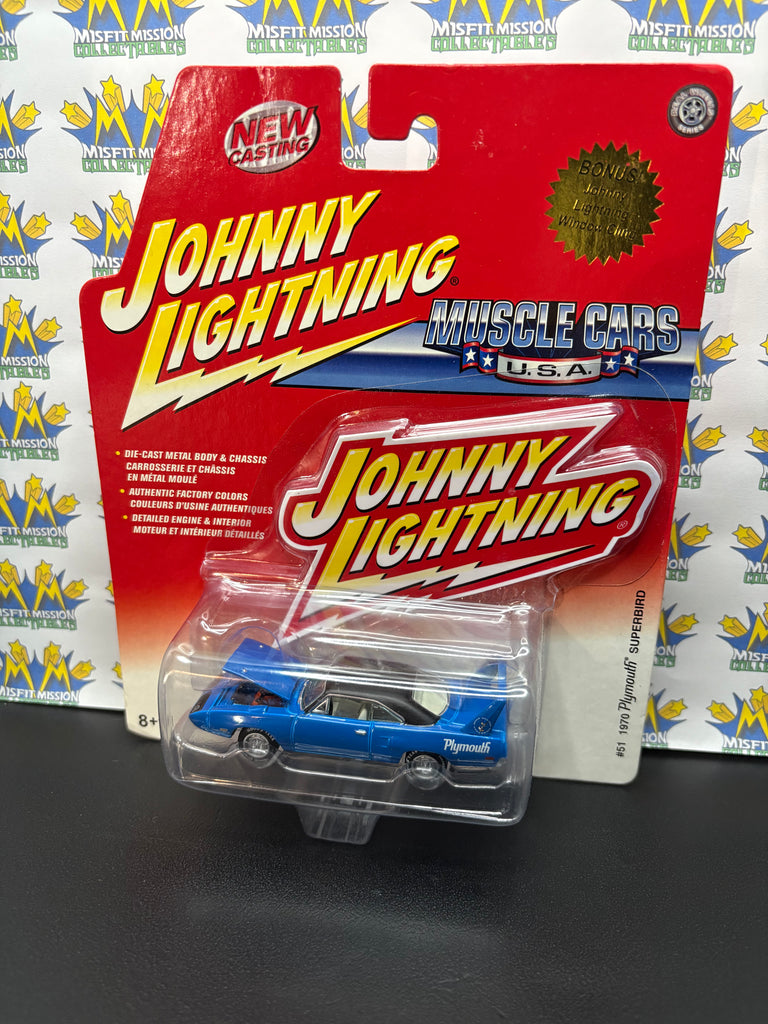 MISFIT MISSION
COLLECTABLES
NEW
CASTING
SERIES
BONUS!
Johnny
Lightning
Window Cling
JOHNNY
LIGHTNING®
MUSCLE CARS
U.S.A.
• DIE-CAST METAL BODY & CHASSIS
CARROSSERIE ET CHÂSSIS
EN MÉTAL MOULÉ
• AUTHENTIC FACTORY COLORS
COULEURS D'USINE AUTHENTIQUES
• DETAILED ENGINE & INTERIOR
MOTEUR ET INTÉRIEUR DÉTAILLÉS
JOHNNY
LIGHTNING®
8+
Plymouth
#51 1970 Plymouth® SUPERBIRD